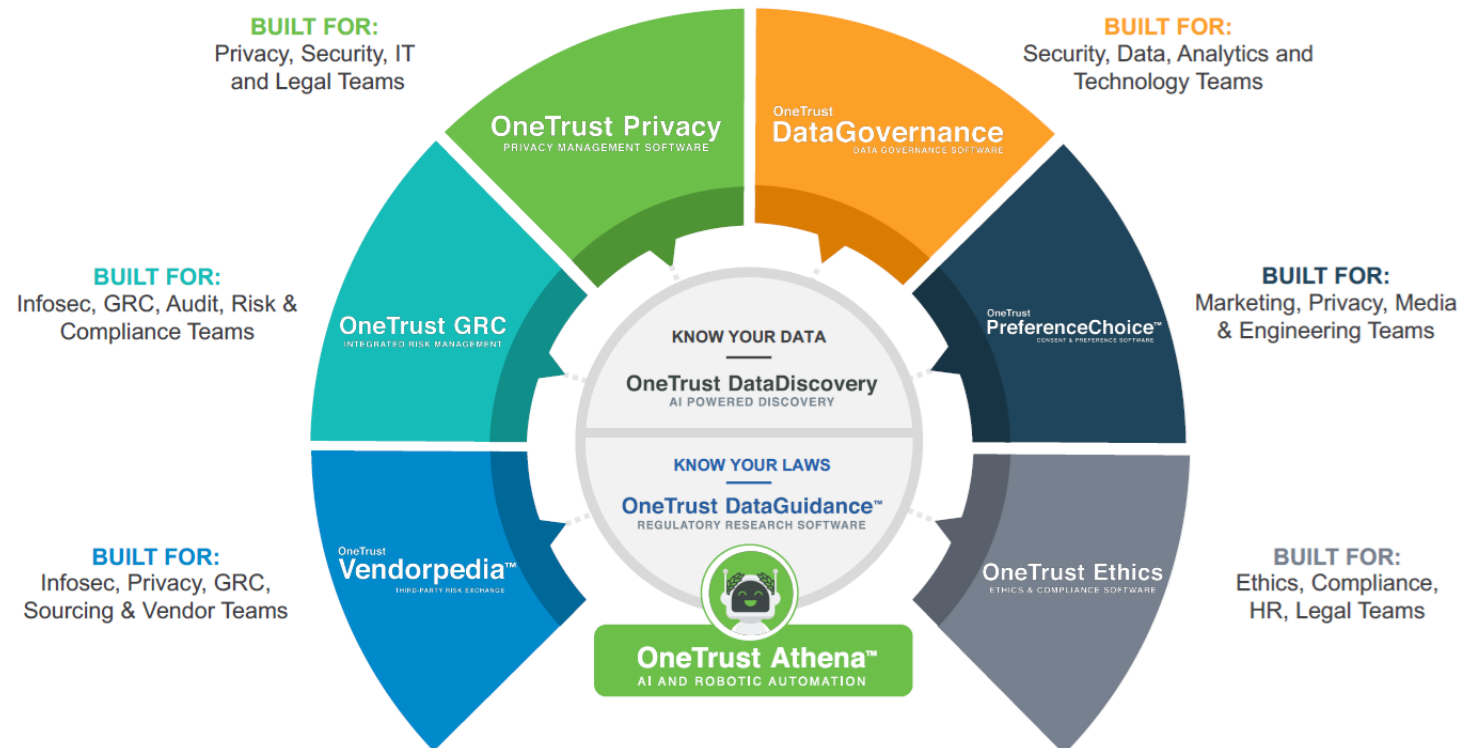 BUILT FOR:
Privacy, Security, IT
and Legal Teams
OneTrust Privacy
PRIVACY MANAGEMENT SOFTWARE
BUILT FOR:
Security, Data, Analytics and
Technology Teams
OneTrust
DataGovernance
DATA GOVERNANCE SOFTWARE
BUILT FOR:
Infosec, GRC, Audit, Risk &
Compliance Teams
OneTrust GRC
INTEGRATED RISK MANAGEMENT
BUILT FOR:
Marketing, Privacy, Media
& Engineering Teams
OneTrust
PreferenceChoice™
CONSENT & PREFERENCE SOFTWARE
KNOW YOUR DATA
OneTrust DataDiscovery
AI POWERED DISCOVERY
KNOW YOUR LAWS
OneTrust DataGuidance™
REGULATORY RESEARCH SOFTWARE
BUILT FOR:
Infosec, Privacy, GRC,
Sourcing & Vendor Teams
OneTrust
Vendorpedia™
THIRD-PARTY RISK EXCHANGE
BUILT FOR:
Ethics, Compliance,
HR, Legal Teams
OneTrust Ethics
ETHICS & COMPLIANCE SOFTWARE
OneTrust Athena™
AI AND ROBOTIC AUTOMATION